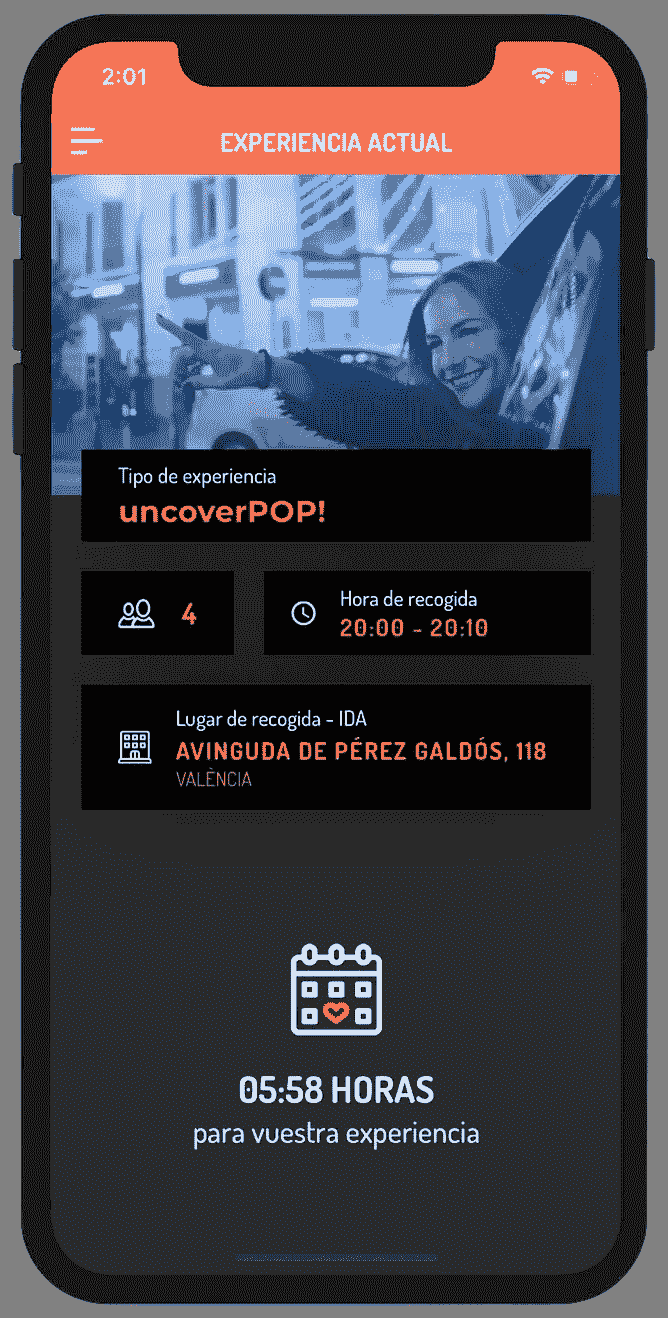 2:01
EXPERIENCIA ACTUAL
Tipo de experiencia
uncoverPOP!
4
Hora de recogida
20:00 - 20:10
Lugar de recogida - IDA
AVINGUDA DE PÉREZ GALDÓS, 118
VALÈNCIA
05:58 HORAS
para vuestra experiencia